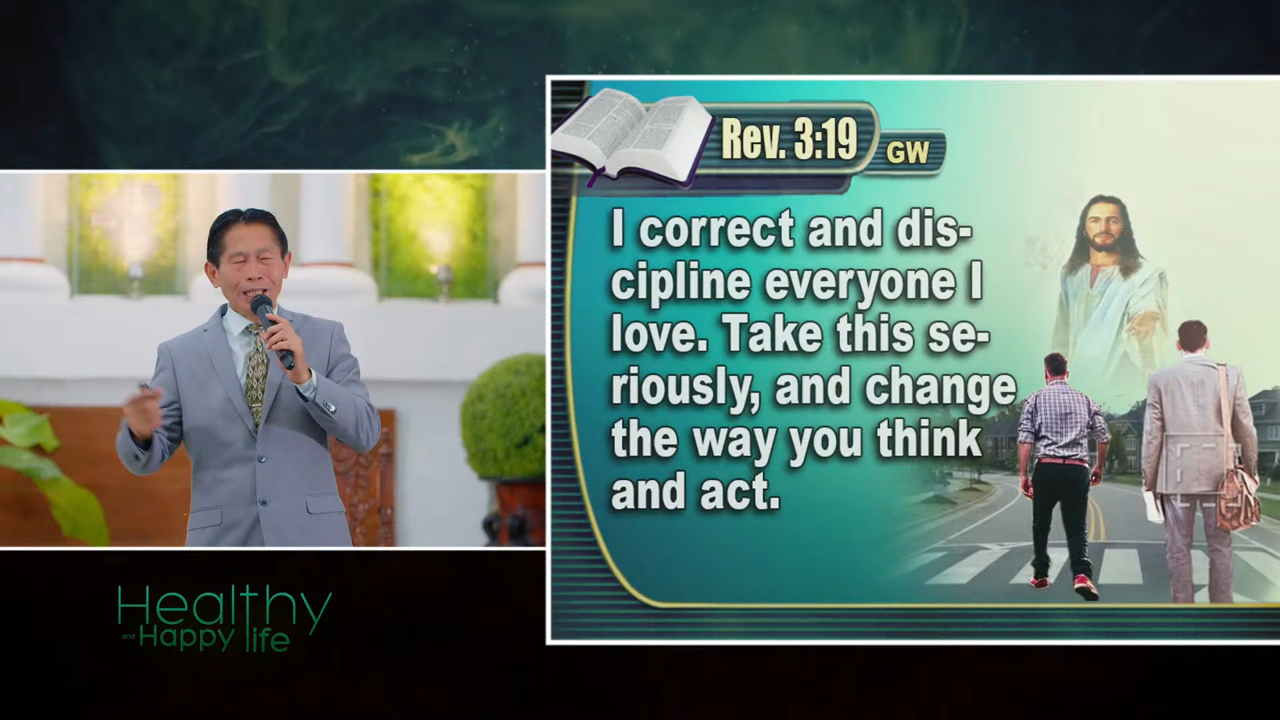 Rev. 3:19
GW
I correct and dis-
cipline everyone I
love. Take this se-
riously, and change
the way you think
and act.
Healthy
and Happy life